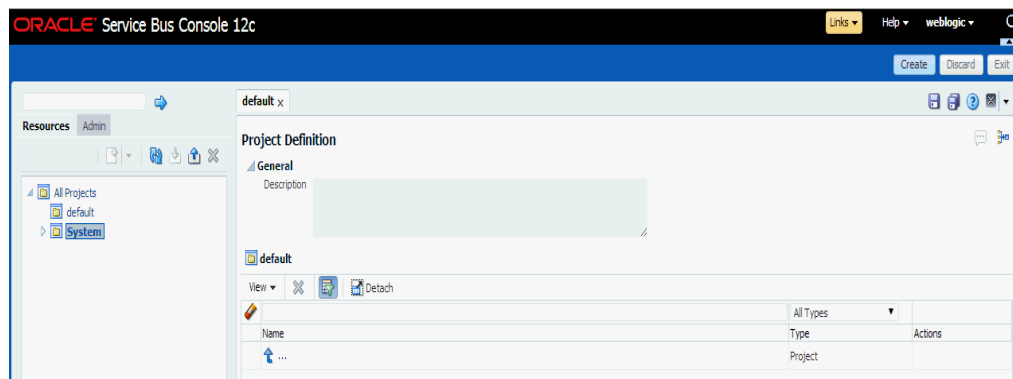 ORACLE Service Bus Console 12c
Links Help weblogic
Create Discard Exit
default x
Resources Admin
Project Definition
General
Description
All Projects
default
System
default
View Detach
All Types
Name Type Actions
... Project